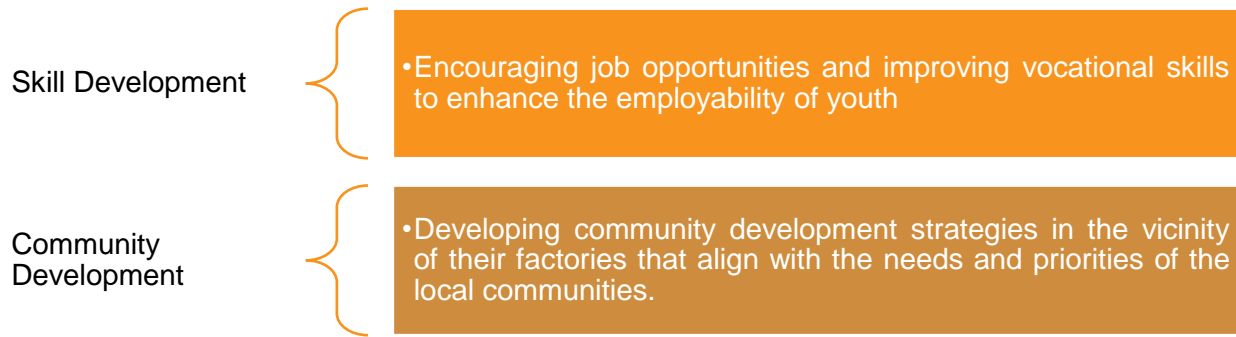 Skill Development
•Encouraging job opportunities and improving vocational skills
to enhance the employability of youth
Community
Development
•Developing community development strategies in the vicinity
of their factories that align with the needs and priorities of the
local communities.